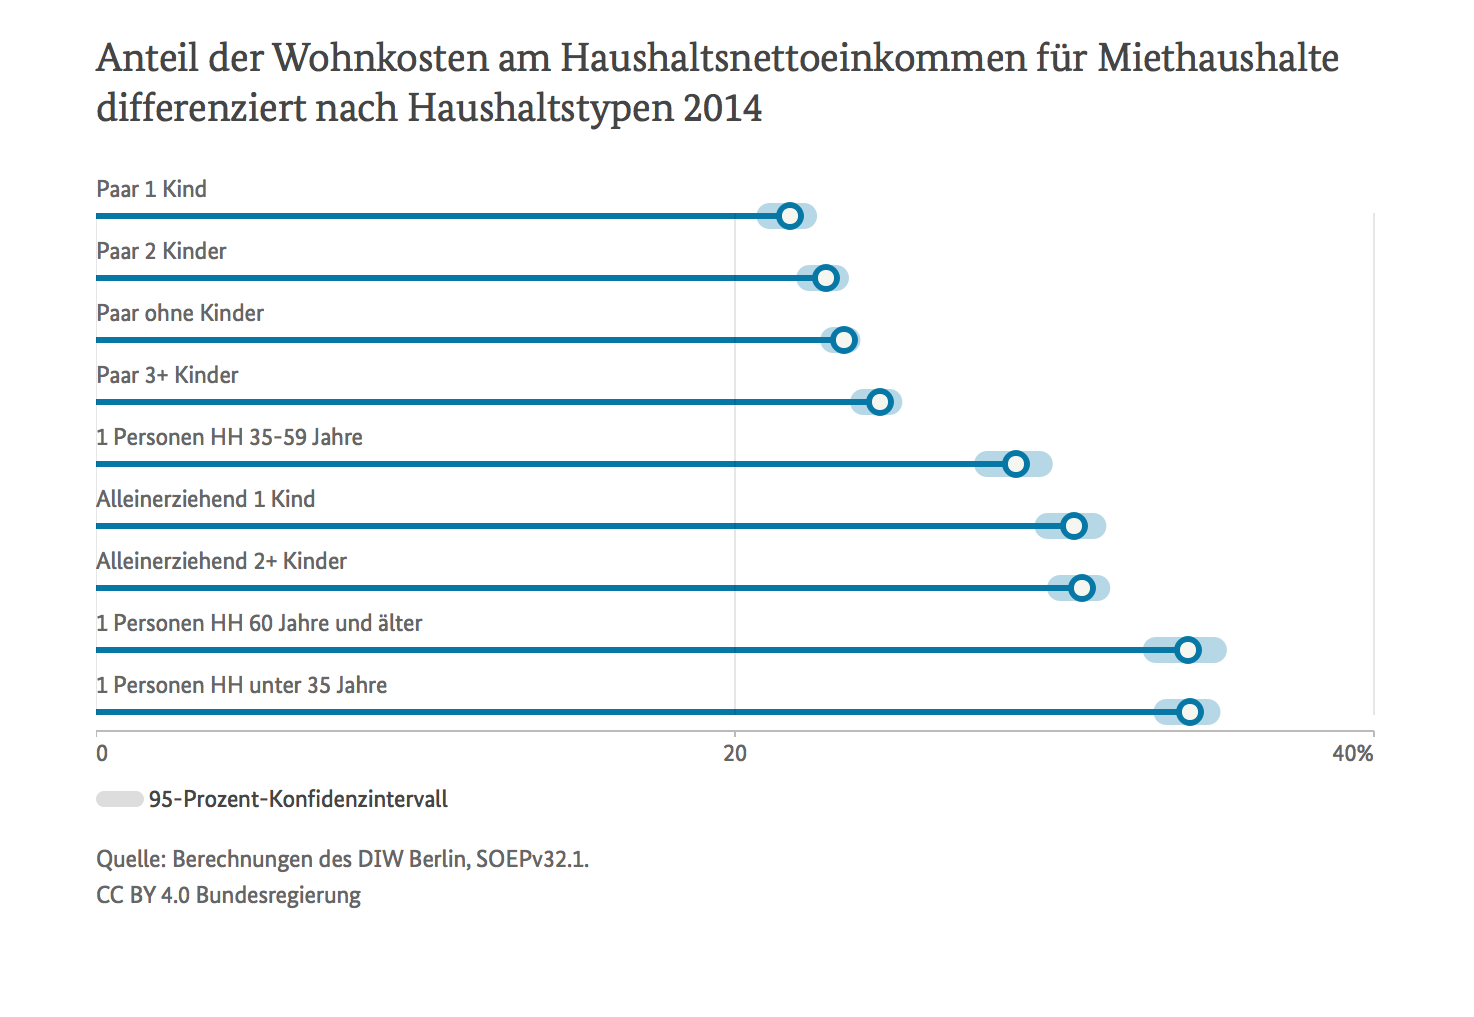 Anteil der Wohnkosten am Haushaltsnettoeinkommen für Miethaushalte
differenziert nach Haushaltstypen 2014
Paar 1 Kind
Paar 2 Kinder
Paar ohne Kinder
Paar 3+ Kinder
1 Personen HH 35-59 Jahre
Alleinerziehend 1 Kind
Alleinerziehend 2+ Kinder
1 Personen HH 60 Jahre und älter
1 Personen HH unter 35 Jahre
0 20 40%
95-Prozent-Konfidenzintervall
Quelle: Berechnungen des DIW Berlin, SOEPv32.1.
CC BY 4.0 Bundesregierung